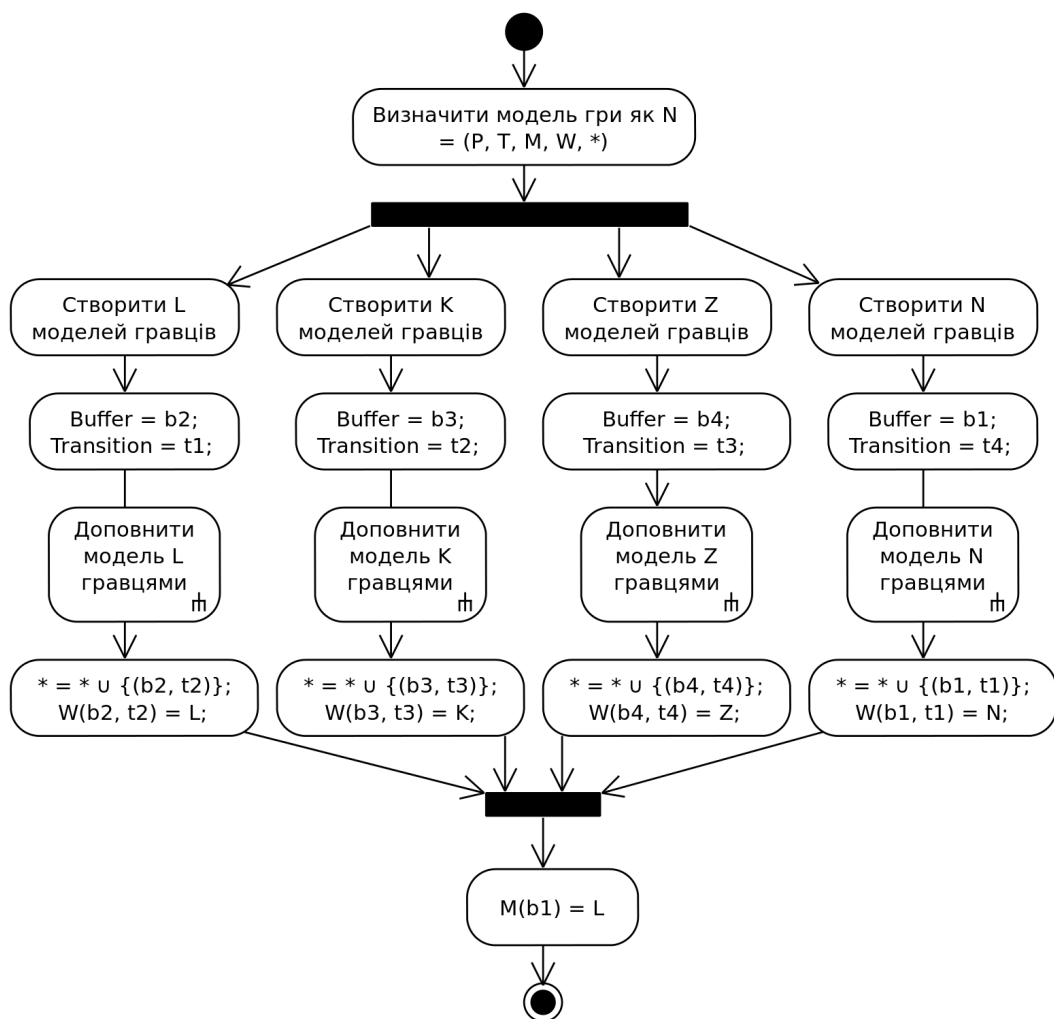 Визначити модель гри як N
= (P, T, M, W, *)
Створити L
моделей гравців
Створити K
моделей гравців
Створити Z
моделей гравців
Створити N
моделей гравців
Buffer = b2;
Transition = t1;
Buffer = b3;
Transition = t2;
Buffer = b4;
Transition = t3;
Buffer = b1;
Transition = t4;
Доповнити
модель L
гравцями
Доповнити
модель K
гравцями
Доповнити
модель Z
гравцями
Доповнити
модель N
гравцями
* = * ∪ {(b2, t2)};
W(b2, t2) = L;
* = * ∪ {(b3, t3)};
W(b3, t3) = K;
* = * ∪ {(b4, t4)};
W(b4, t4) = Z;
* = * ∪ {(b1, t1)};
W(b1, t1) = N;
M(b1) = L